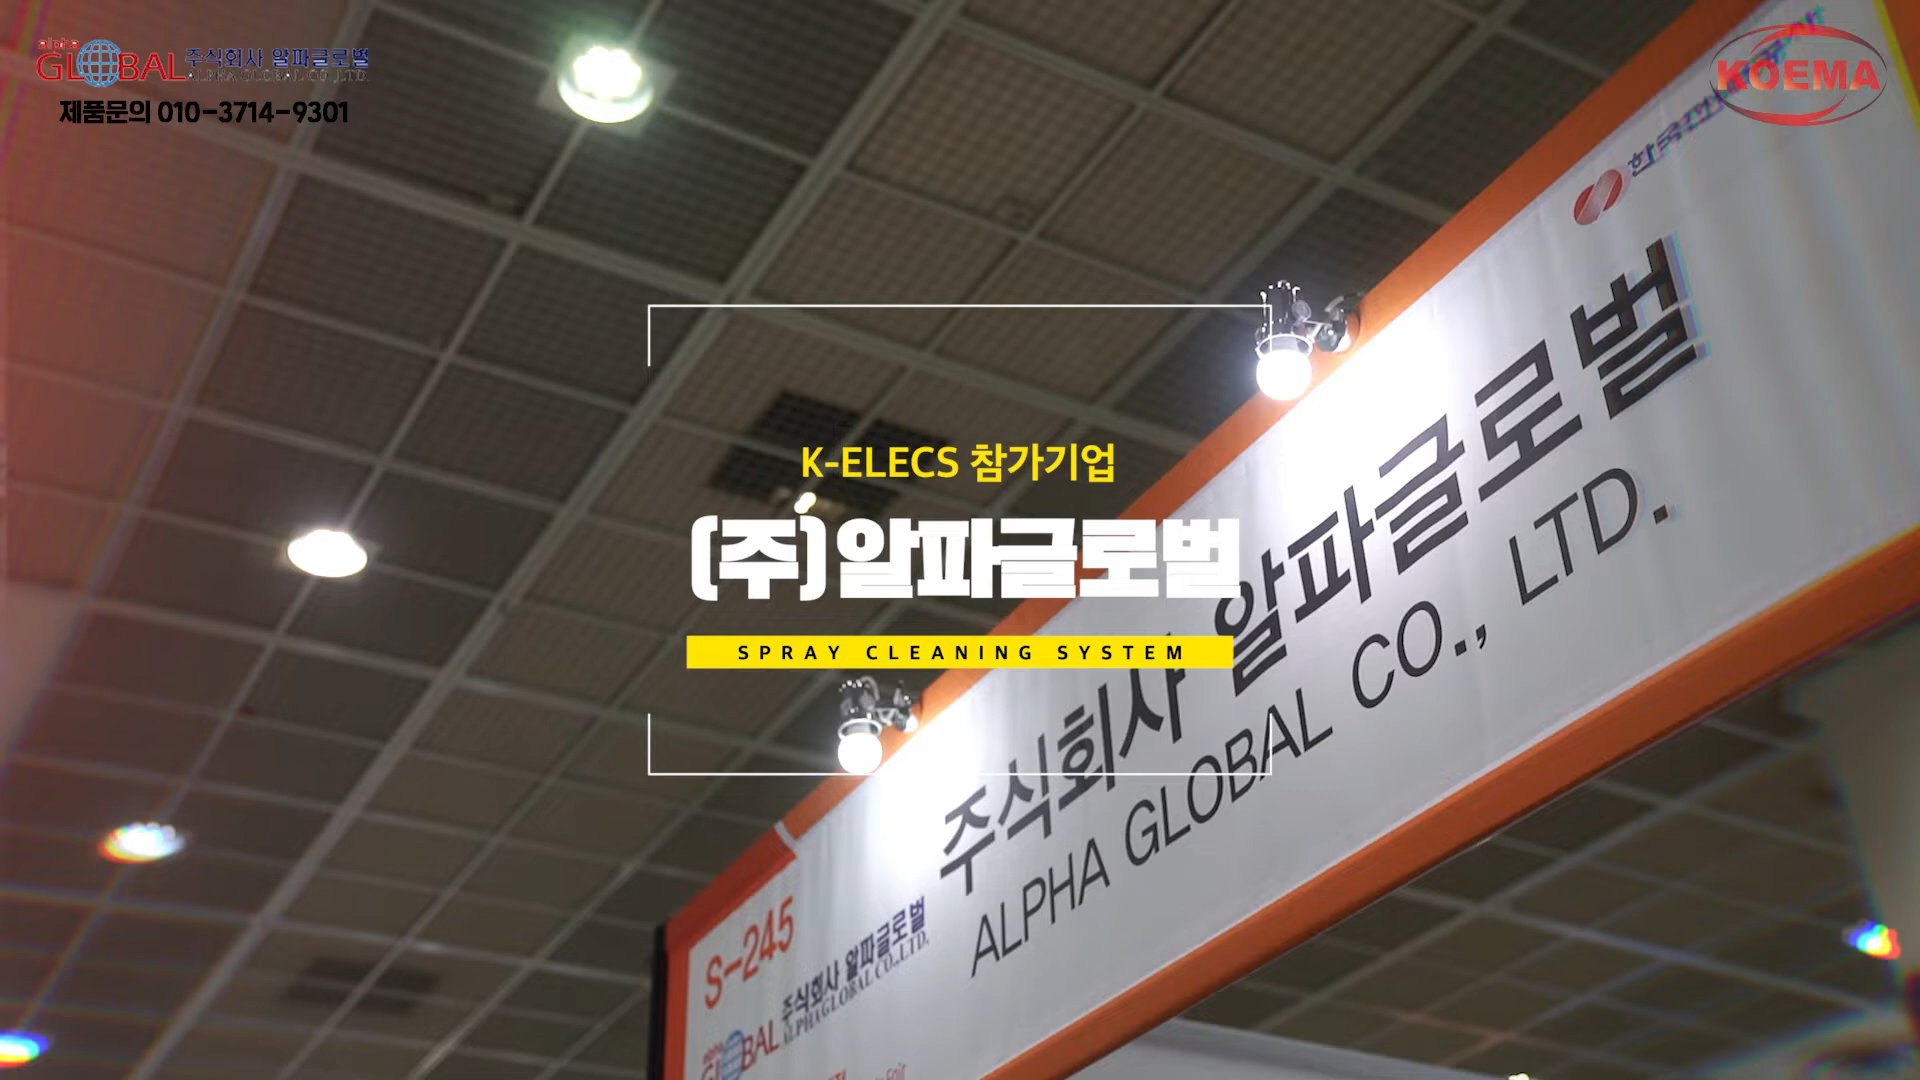 alpha
GLOBAL 주식회사 알파글로벌
ALPHA GLOBAL CO.,LTD.
제품문의 010-3714-9301
KOEMA
K-ELECS 참가기업
(주)알파글로벌
SPRAY CLEANING SYSTEM
주식회사 알파글로벌
ALPHA GLOBAL CO., LTD.
S-245
alpha
GLOBAL 주식회사 알파글로벌
ALPHA GLOBAL CO.,LTD.